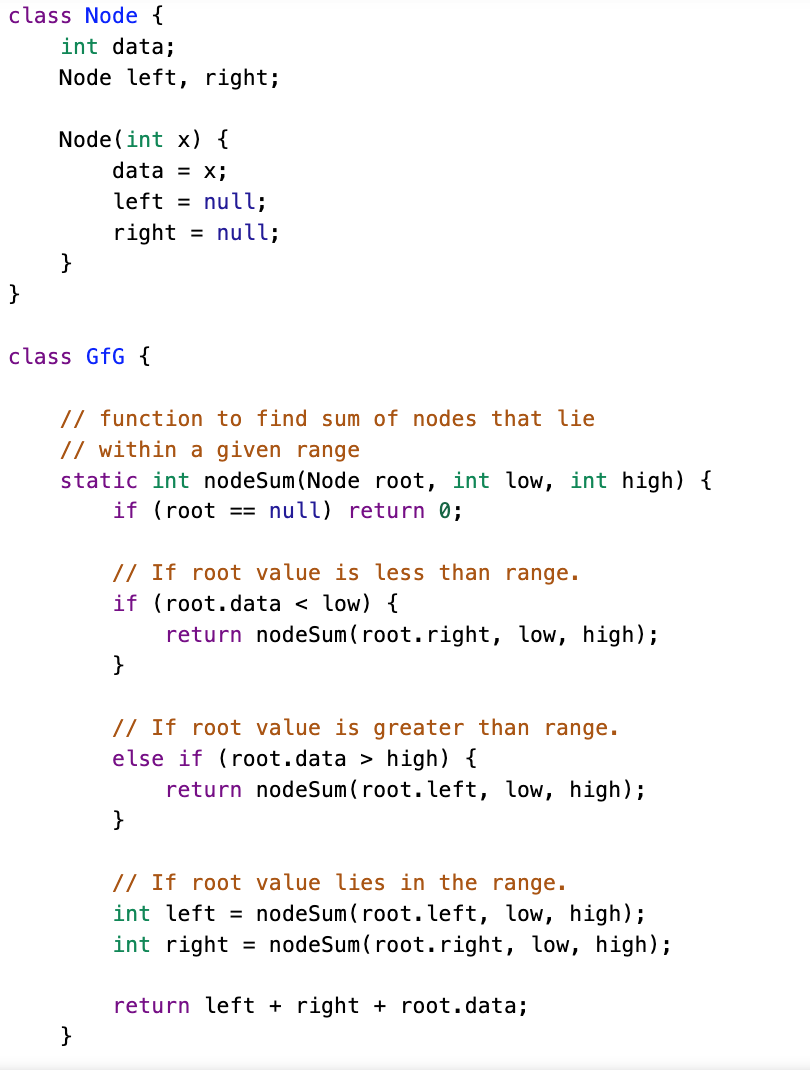 class Node {
    int data;
    Node left, right;

    Node(int x) {
        data = x;
        left = null;
        right = null;
    }
}

class GfG {

    // function to find sum of nodes that lie
    // within a given range
    static int nodeSum(Node root, int low, int high) {
        if (root == null) return 0;

        // If root value is less than range.
        if (root.data < low) {
            return nodeSum(root.right, low, high);
        }

        // If root value is greater than range.
        else if (root.data > high) {
            return nodeSum(root.left, low, high);
        }

        // If root value lies in the range.
        int left = nodeSum(root.left, low, high);
        int right = nodeSum(root.right, low, high);

        return left + right + root.data;
    }